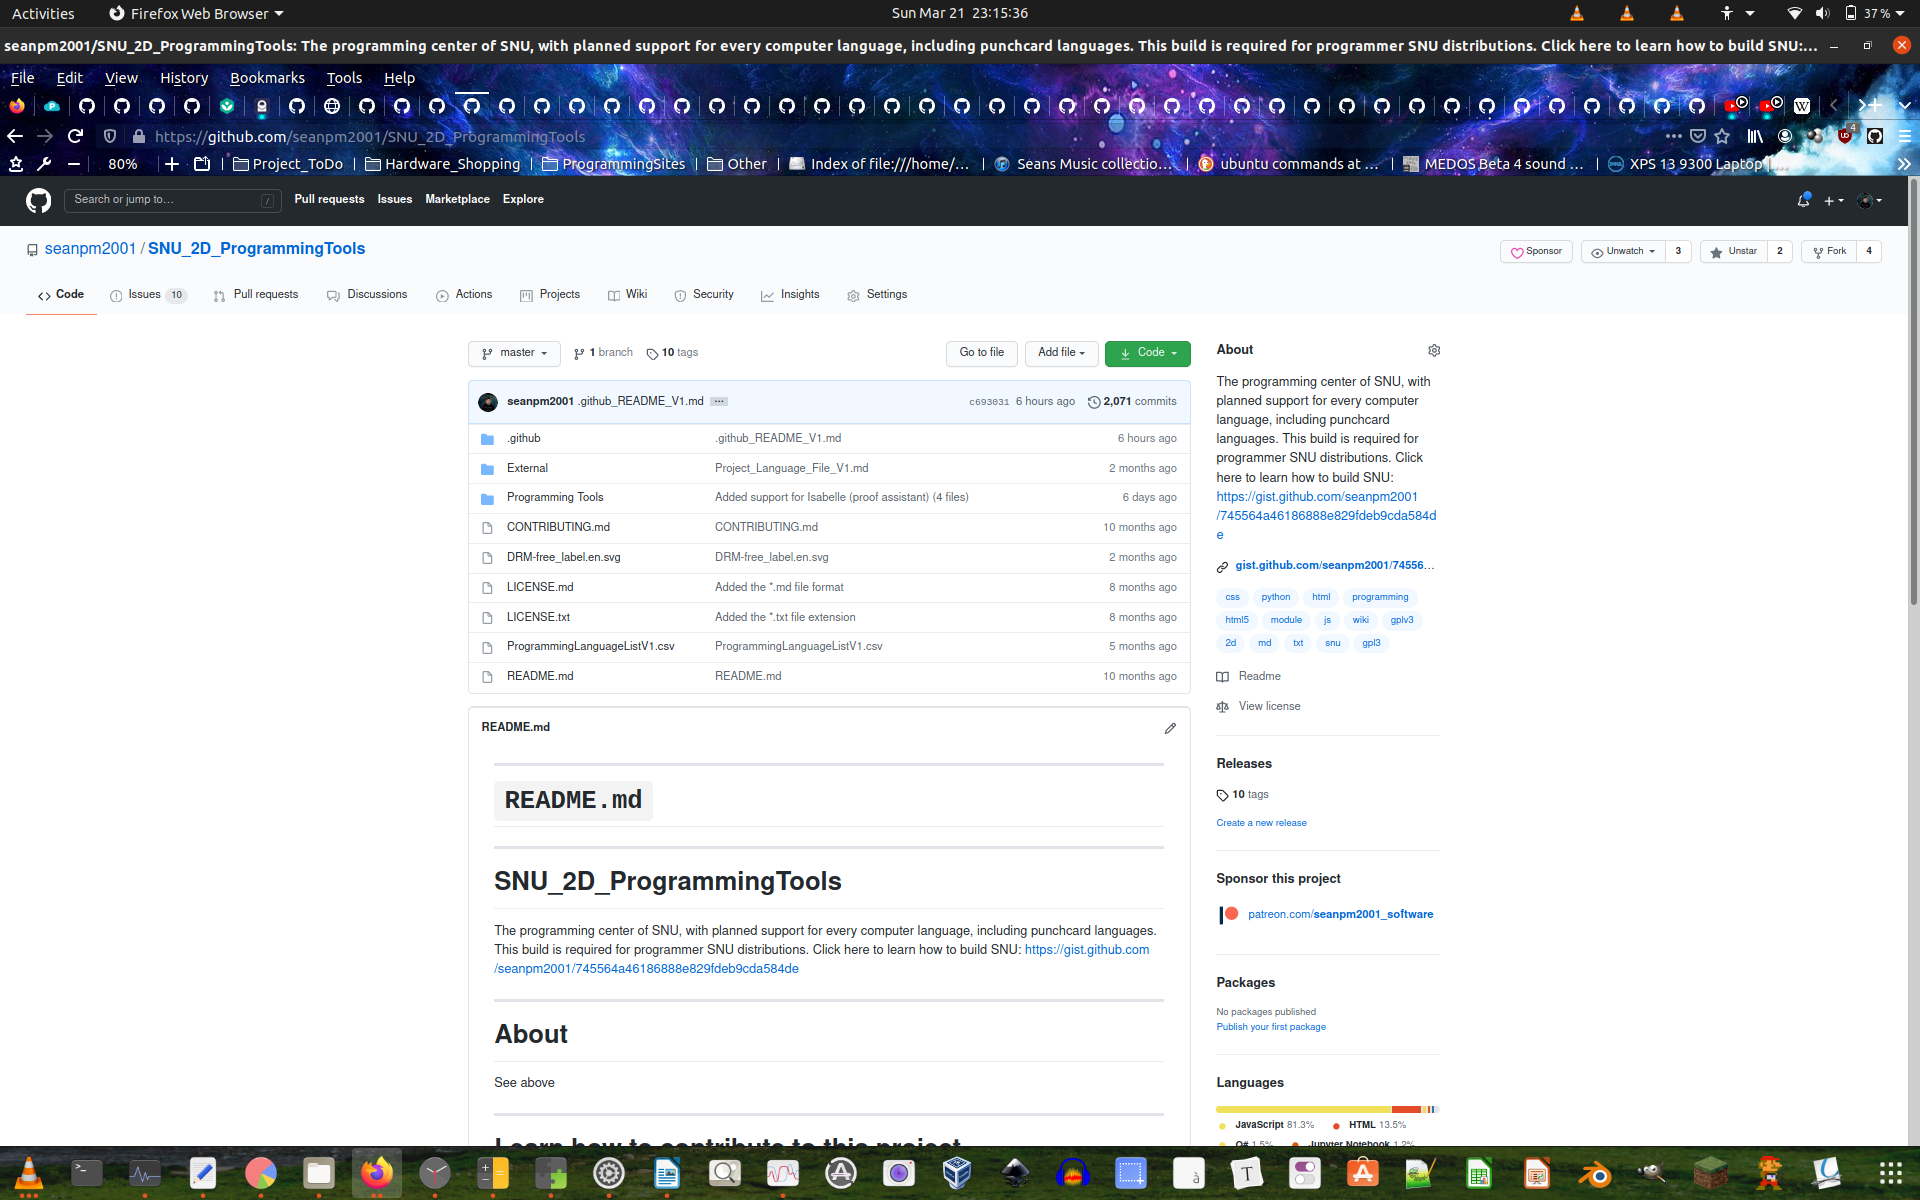 Activities
Firefox Web Browser
Sun Mar 21 23:15:36
37 %
seanpm2001/SNU_2D_ProgrammingTools: The programming center of SNU, with planned support for every computer language, including punchcard languages. This build is required for programmer SNU distributions. Click here to learn how to build SNU:...
File Edit View History Bookmarks Tools Help
https://github.com/seanpm2001/SNU_2D_ProgrammingTools
80%
Project_ToDo
Hardware_Shopping
ProgrammingSites
Other
Index of file:///home/...
Seans Music collectio...
ubuntu commands at ...
MEDOS Beta 4 sound ...
XPS 13 9300 Laptop
Search or jump to...
/
Pull requests Issues Marketplace Explore
seanpm2001 / SNU_2D_ProgrammingTools
Sponsor
Unwatch 3
Unstar 2
Fork 4
Code
Issues 10
Pull requests
Discussions
Actions
Projects
Wiki
Security
Insights
Settings
master
1 branch
10 tags
Go to file
Add file
Code
seanpm2001 .github_README_V1.md ...
c693031 6 hours ago
2,071 commits
.github .github_README_V1.md 6 hours ago
External Project_Language_File_V1.md 2 months ago
Programming Tools Added support for Isabelle (proof assistant) (4 files) 6 days ago
CONTRIBUTING.md CONTRIBUTING.md 10 months ago
DRM-free_label.en.svg DRM-free_label.en.svg 2 months ago
LICENSE.md Added the *.md file format 8 months ago
LICENSE.txt Added the *.txt file extension 8 months ago
ProgrammingLanguageListV1.csv ProgrammingLanguageListV1.csv 5 months ago
README.md README.md 10 months ago
README.md
README.md
SNU_2D_ProgrammingTools
The programming center of SNU, with planned support for every computer language, including punchcard languages.
This build is required for programmer SNU distributions. Click here to learn how to build SNU: https://gist.github.com
/seanpm2001/745564a46186888e829fdeb9cda584de
About
See above
Learn how to contribute to this project
About
The programming center of SNU, with
planned support for every computer
language, including punchcard
languages. This build is required for
programmer SNU distributions. Click
here to learn how to build SNU:
https://gist.github.com/seanpm2001
/745564a46186888e829fdeb9cda584d
e
gist.github.com/seanpm2001/74556...
css python html programming
html5 module js wiki gplv3
2d md txt snu gpl3
Readme
View license
Releases
10 tags
Create a new release
Sponsor this project
patreon.com/seanpm2001_software
Packages
No packages published
Publish your first package
Languages
JavaScript 81.3%
HTML 13.5%
Q# 1.5%
Jupyter Notebook 1.2%